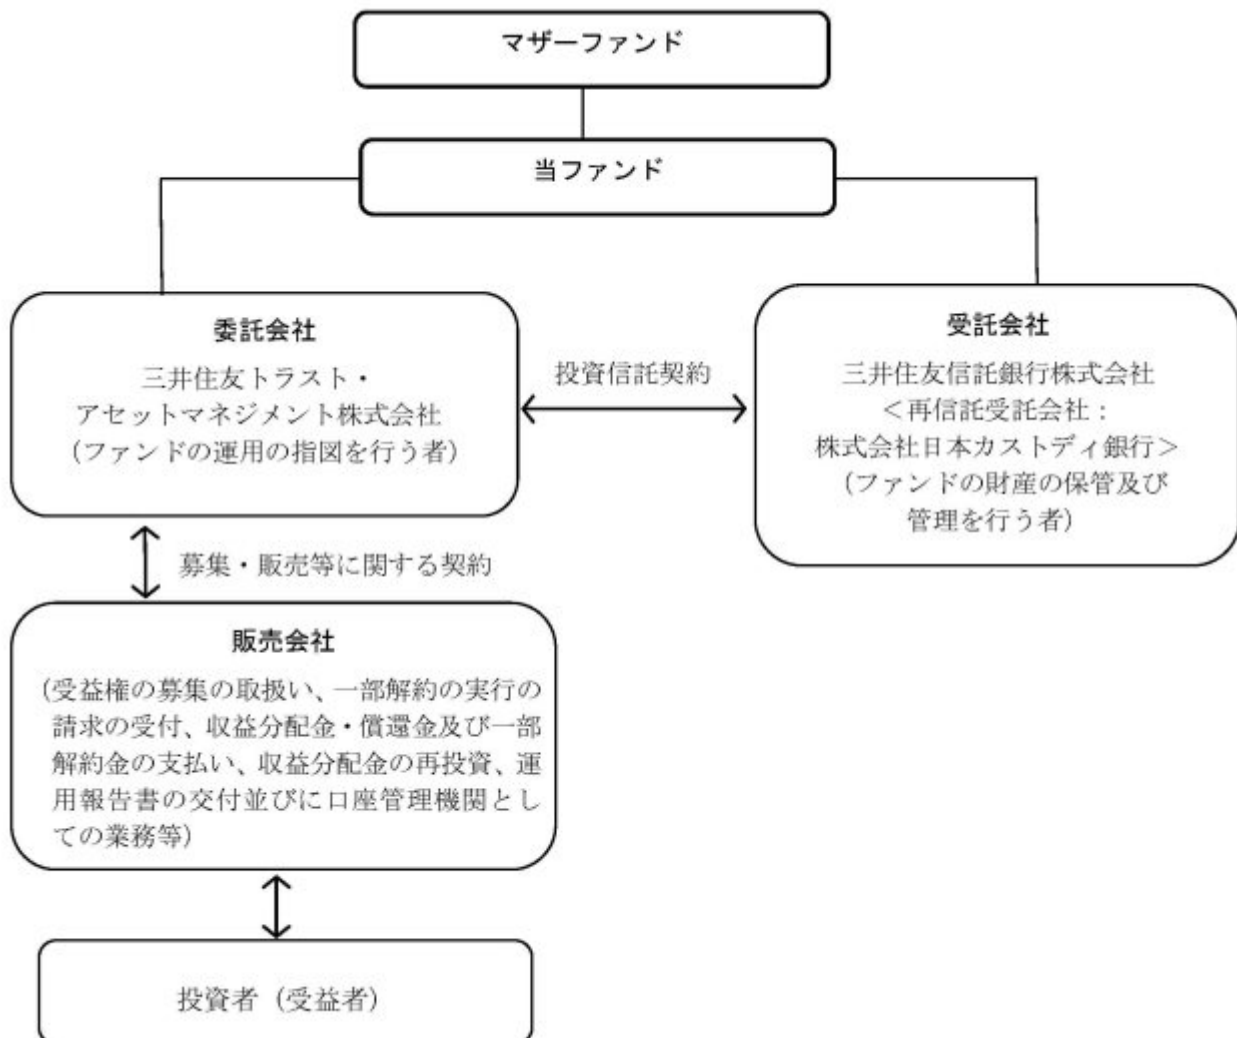 マザーファンド
当ファンド
委託会社
三井住友トラスト・
アセットマネジメント株式会社
（ファンドの運用の指図を行う者）
投資信託契約
受託会社
三井住友信託銀行株式会社
＜再信託受託会社：
株式会社日本カストディ銀行＞
（ファンドの財産の保管及び
管理を行う者）
募集・販売等に関する契約
販売会社
（受益権の募集の取扱い、一部解約の実行の
請求の受付、収益分配金・償還金及び一部
解約金の支払い、収益分配金の再投資、運
用報告書の交付並びに口座管理機関とし
ての業務等）
投資者（受益者）